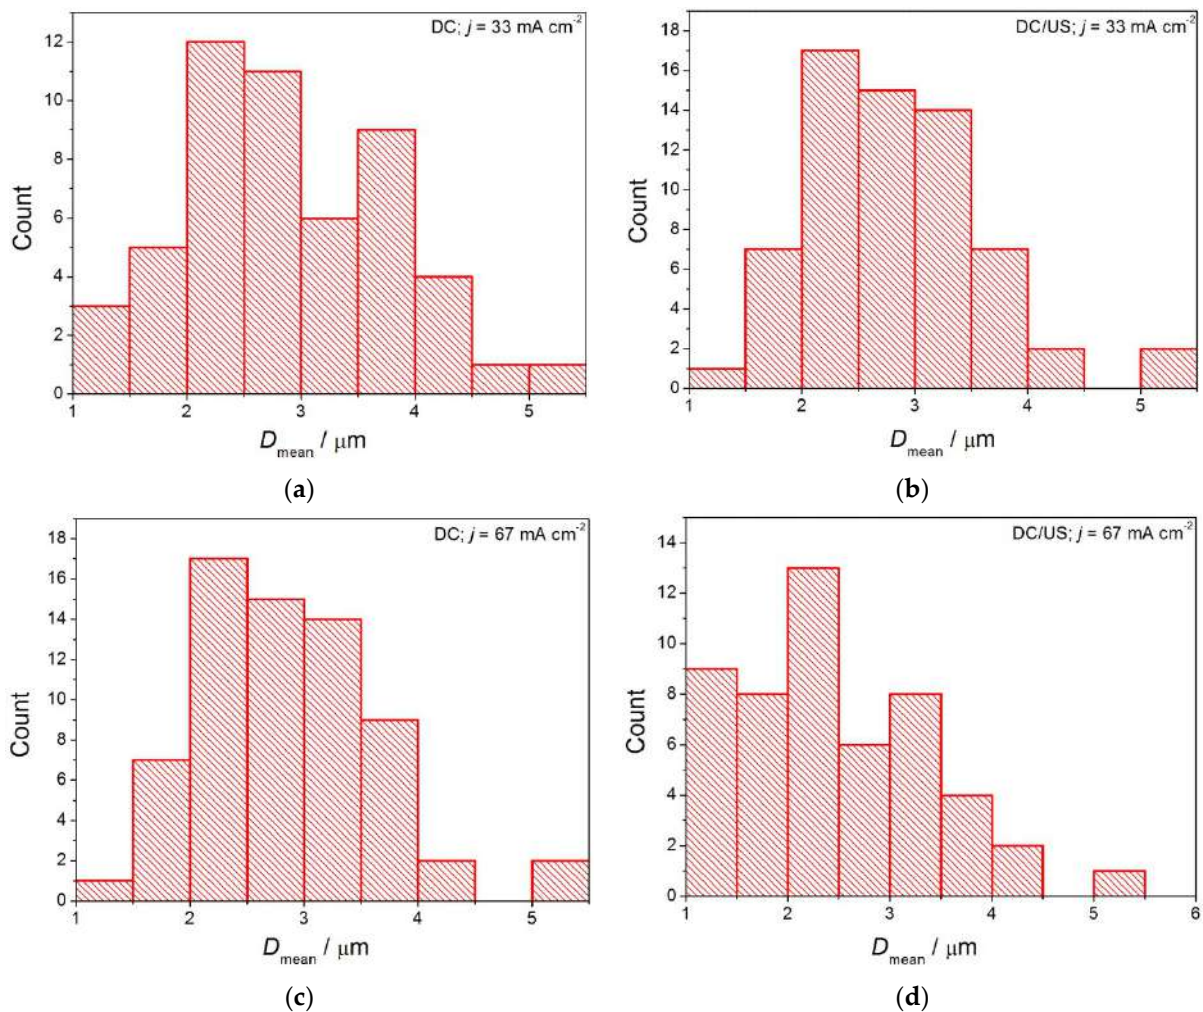 DC; j = 33 mA cm-2
12
10
8
6
4
2
0
Count
1 2 3 4 5
Dmean / μm
(a)
DC/US; j = 33 mA cm-2
18
16
14
12
10
8
6
4
2
0
Count
1 2 3 4 5
Dmean / μm
(b)
DC; j = 67 mA cm-2
18
16
14
12
10
8
6
4
2
0
Count
1 2 3 4 5
Dmean / μm
(c)
DC/US; j = 67 mA cm-2
14
12
10
8
6
4
2
0
Count
1 2 3 4 5 6
Dmean / μm
(d)